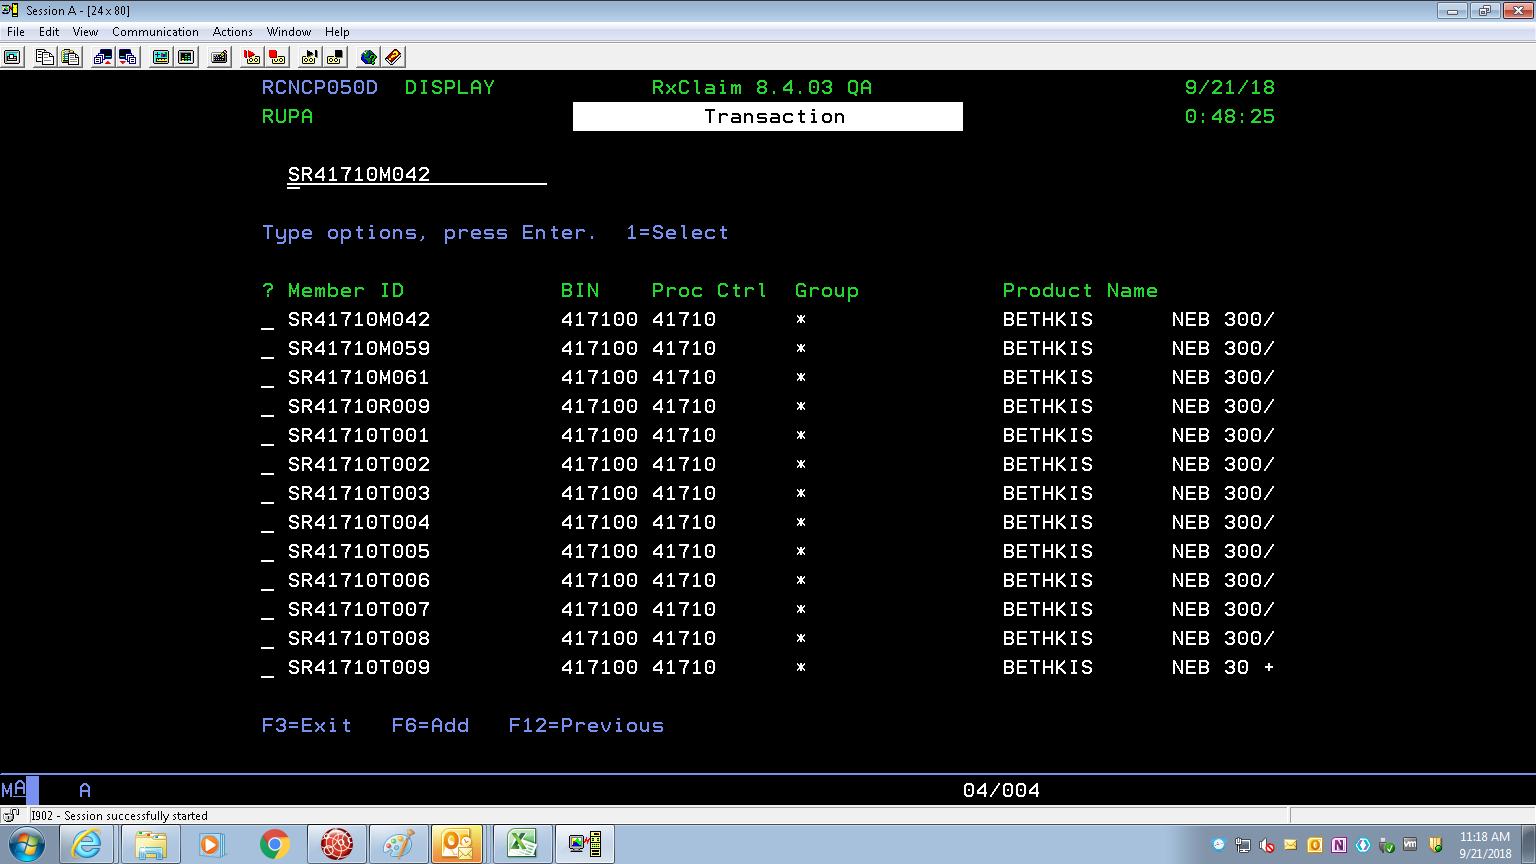 Session A - [24 x 80]
File Edit View Communication Actions Window Help
RCNCP050D DISPLAY RxClaim 8.4.03 QA 9/21/18
RUPA Transaction 0:48:25
SR41710M042
Type options, press Enter. 1=Select
? Member ID BIN Proc Ctrl Group Product Name
_ SR41710M042 417100 41710 * BETHKIS NEB 300/
_ SR41710M059 417100 41710 * BETHKIS NEB 300/
_ SR41710M061 417100 41710 * BETHKIS NEB 300/
_ SR41710R009 417100 41710 * BETHKIS NEB 300/
_ SR41710T001 417100 41710 * BETHKIS NEB 300/
_ SR41710T002 417100 41710 * BETHKIS NEB 300/
_ SR41710T003 417100 41710 * BETHKIS NEB 300/
_ SR41710T004 417100 41710 * BETHKIS NEB 300/
_ SR41710T005 417100 41710 * BETHKIS NEB 300/
_ SR41710T006 417100 41710 * BETHKIS NEB 300/
_ SR41710T007 417100 41710 * BETHKIS NEB 300/
_ SR41710T008 417100 41710 * BETHKIS NEB 300/
_ SR41710T009 417100 41710 * BETHKIS NEB 30 +
F3=Exit F6=Add F12=Previous
MA A 04/004
I902 - Session successfully started
11:18 AM
9/21/2018